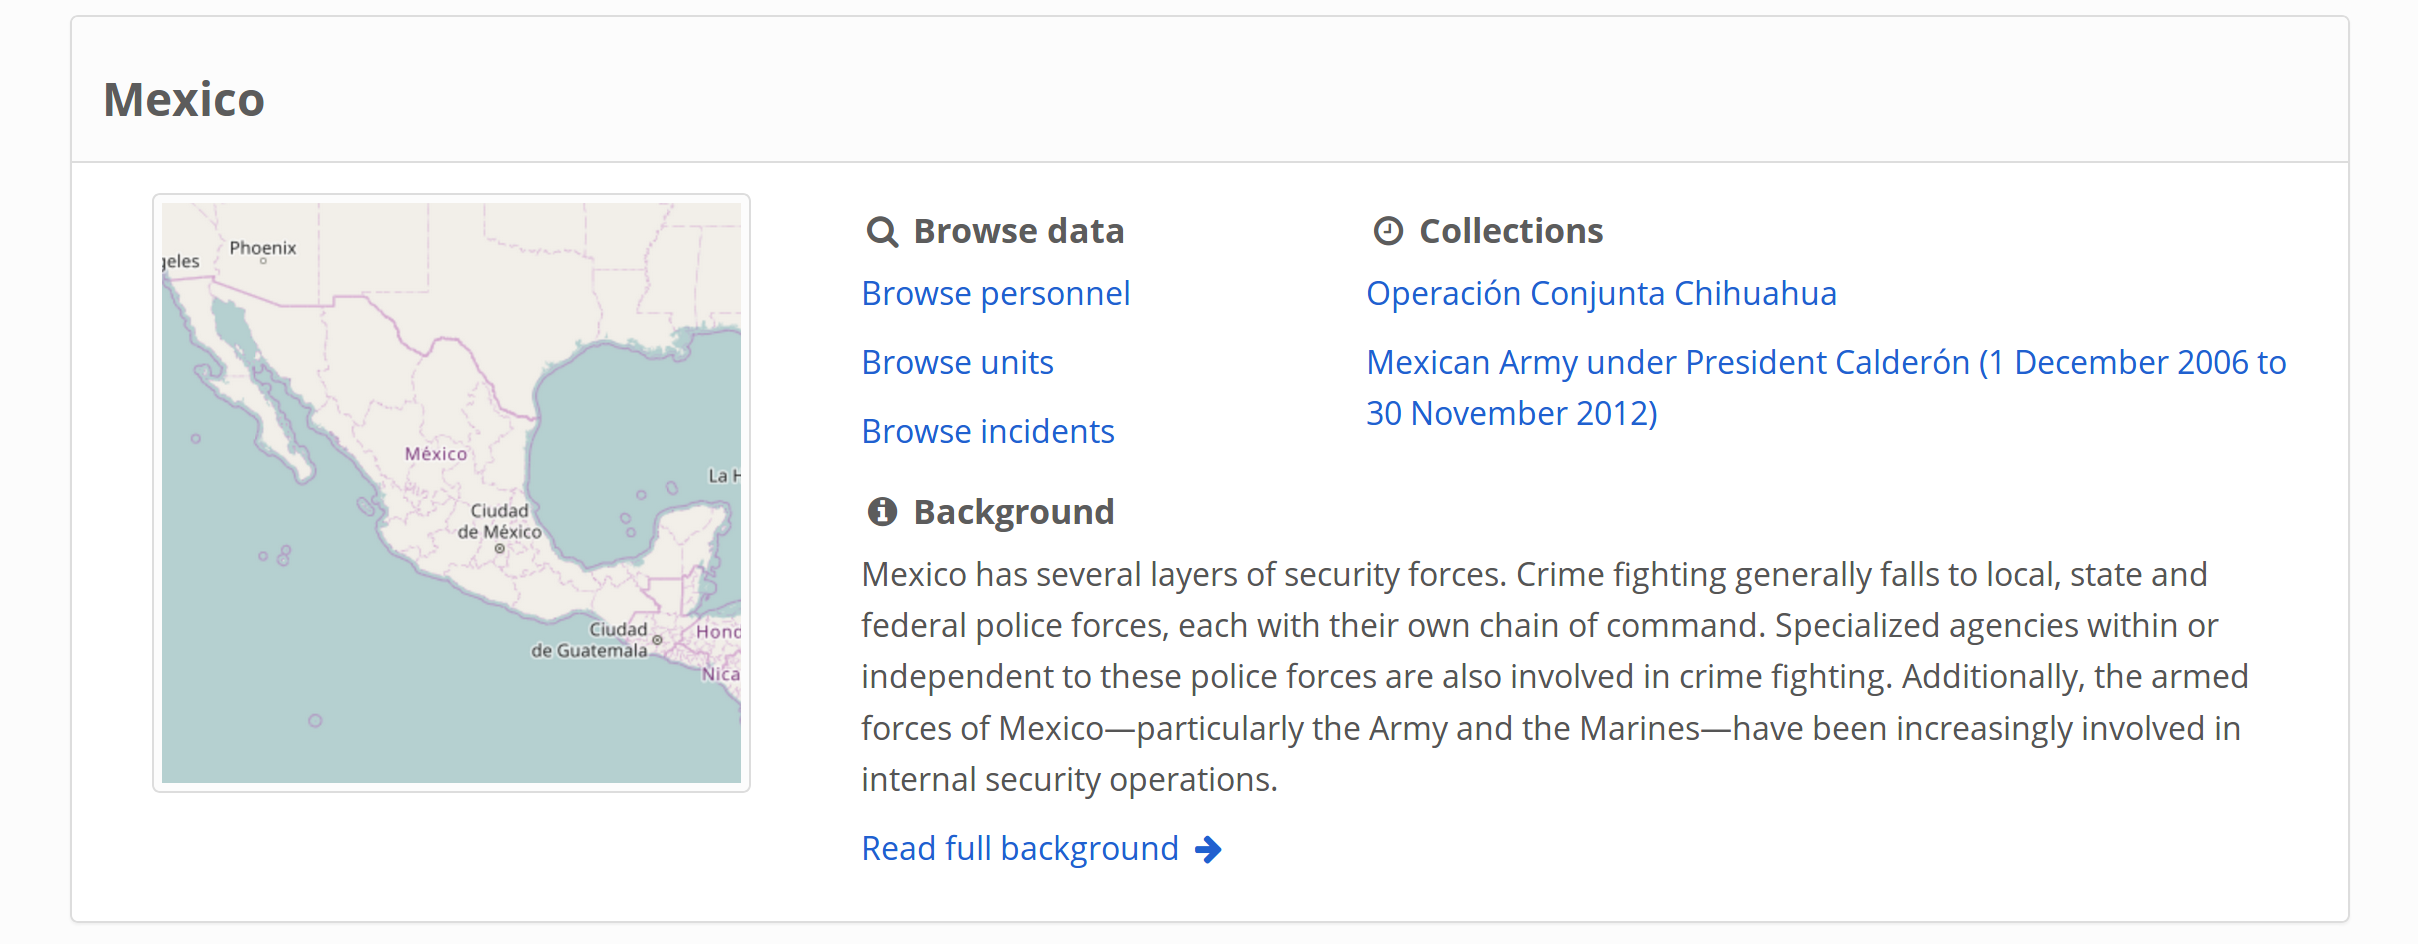 Mexico
Phoenix
geles
México
La H
Ciudad
de México
Ciudad
de Guatemala
Hond
Nica
Browse data
Browse personnel
Browse units
Browse incidents
Collections
Operación Conjunta Chihuahua
Mexican Army under President Calderón (1 December 2006 to
30 November 2012)
Background
Mexico has several layers of security forces. Crime fighting generally falls to local, state and
federal police forces, each with their own chain of command. Specialized agencies within or
independent to these police forces are also involved in crime fighting. Additionally, the armed
forces of Mexico—particularly the Army and the Marines—have been increasingly involved in
internal security operations.
Read full background